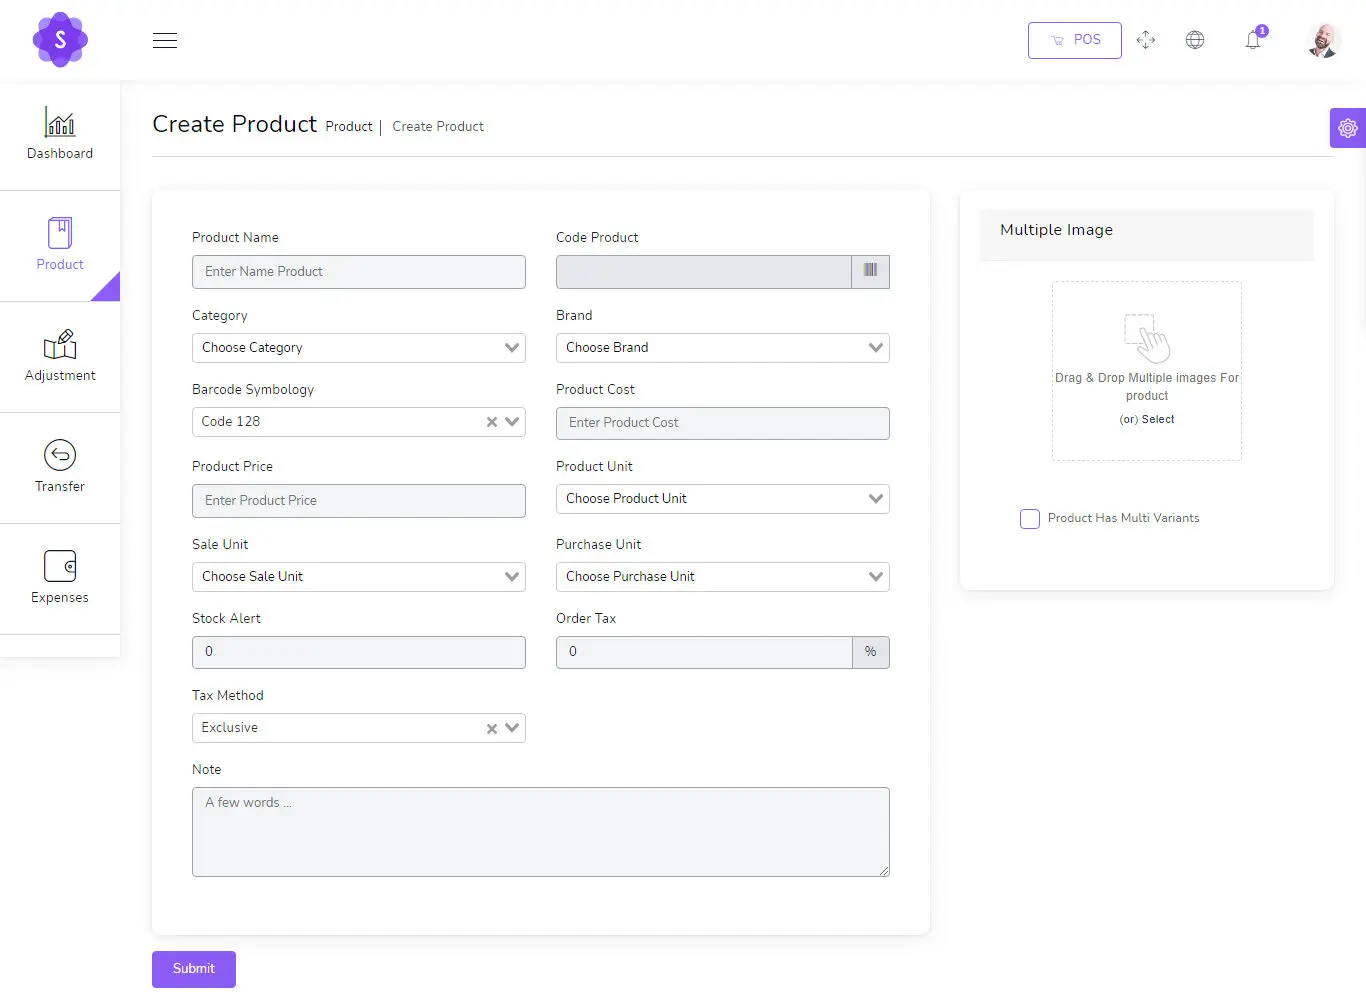 S
POS
1
Dashboard
Product
Adjustment
Transfer
Expenses
Create Product Product | Create Product
Product Name
Enter Name Product
Code Product
Category
Choose Category
Brand
Choose Brand
Barcode Symbology
Code 128
Product Cost
Enter Product Cost
Product Price
Enter Product Price
Product Unit
Choose Product Unit
Sale Unit
Choose Sale Unit
Purchase Unit
Choose Purchase Unit
Stock Alert
0
Order Tax
0 %
Tax Method
Exclusive
Note
A few words ...
Submit
Multiple Image
Drag & Drop Multiple images For
product
(or) Select
Product Has Multi Variants